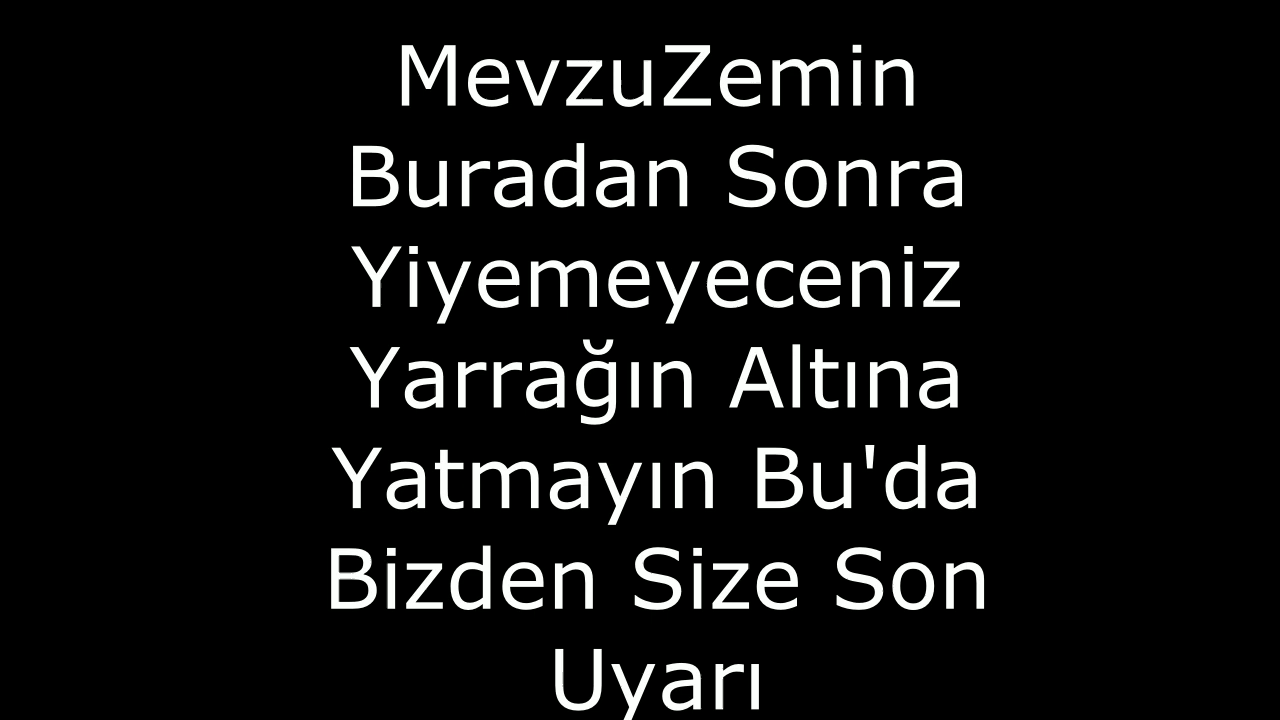 MevzuZemin
Buradan Sonra
Yiyemeyeceniz
Yarrağın Altına
Yatmayın Bu'da
Bizden Size Son
Uyarı